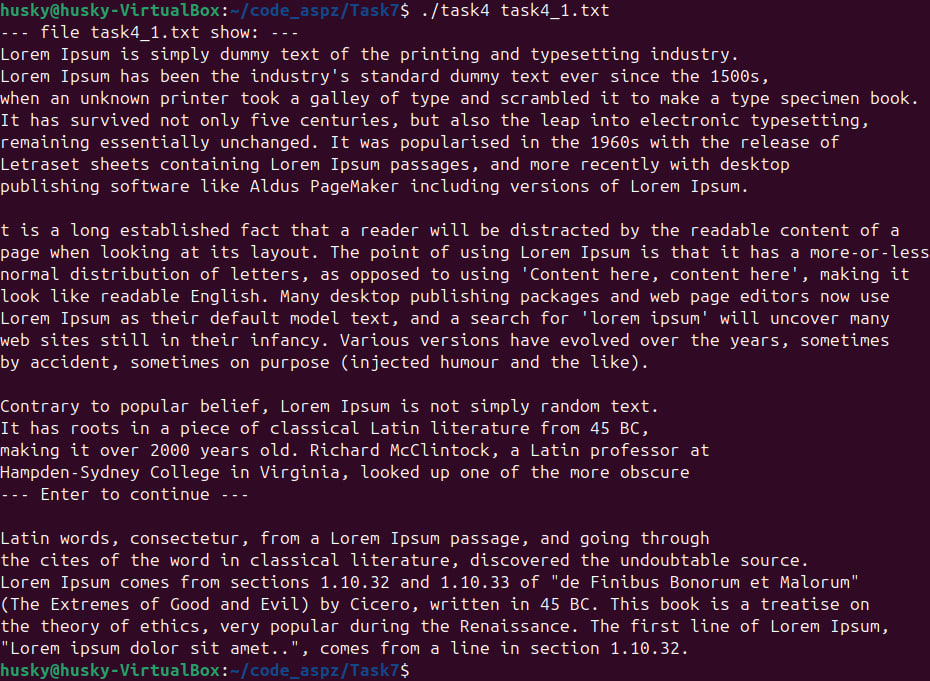 husky@husky-VirtualBox:~/code_aspz/Task7$ ./task4 task4_1.txt
--- file task4_1.txt show: ---
Lorem Ipsum is simply dummy text of the printing and typesetting industry.
Lorem Ipsum has been the industry's standard dummy text ever since the 1500s,
when an unknown printer took a galley of type and scrambled it to make a type specimen book.
It has survived not only five centuries, but also the leap into electronic typesetting,
remaining essentially unchanged. It was popularised in the 1960s with the release of
Letraset sheets containing Lorem Ipsum passages, and more recently with desktop
publishing software like Aldus PageMaker including versions of Lorem Ipsum.

t is a long established fact that a reader will be distracted by the readable content of a
page when looking at its layout. The point of using Lorem Ipsum is that it has a more-or-less
normal distribution of letters, as opposed to using 'Content here, content here', making it
look like readable English. Many desktop publishing packages and web page editors now use
Lorem Ipsum as their default model text, and a search for 'lorem ipsum' will uncover many
web sites still in their infancy. Various versions have evolved over the years, sometimes
by accident, sometimes on purpose (injected humour and the like).

Contrary to popular belief, Lorem Ipsum is not simply random text.
It has roots in a piece of classical Latin literature from 45 BC,
making it over 2000 years old. Richard McClintock, a Latin professor at
Hampden-Sydney College in Virginia, looked up one of the more obscure
--- Enter to continue ---

Latin words, consectetur, from a Lorem Ipsum passage, and going through
the cites of the word in classical literature, discovered the undoubtable source.
Lorem Ipsum comes from sections 1.10.32 and 1.10.33 of "de Finibus Bonorum et Malorum"
(The Extremes of Good and Evil) by Cicero, written in 45 BC. This book is a treatise on
the theory of ethics, very popular during the Renaissance. The first line of Lorem Ipsum,
"Lorem ipsum dolor sit amet..", comes from a line in section 1.10.32.
husky@husky-VirtualBox:~/code_aspz/Task7$